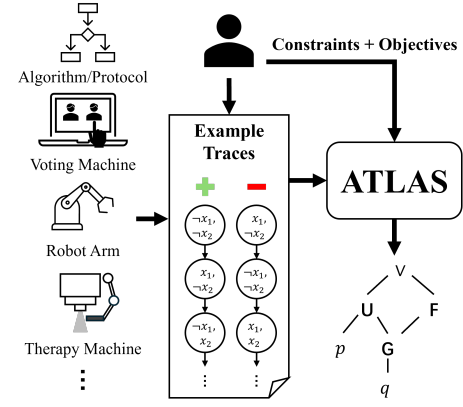 Algorithm/Protocol
Voting Machine
Robot Arm
Therapy Machine
⋮
Example
Traces
+ −
¬x₁, x₁,
¬x₂ ¬x₂
x₁, ¬x₁,
¬x₂ ¬x₂
¬x₁, x₁,
x₂ x₂
⋮ ⋮
Constraints + Objectives
ATLAS
∨
U F
p G
q